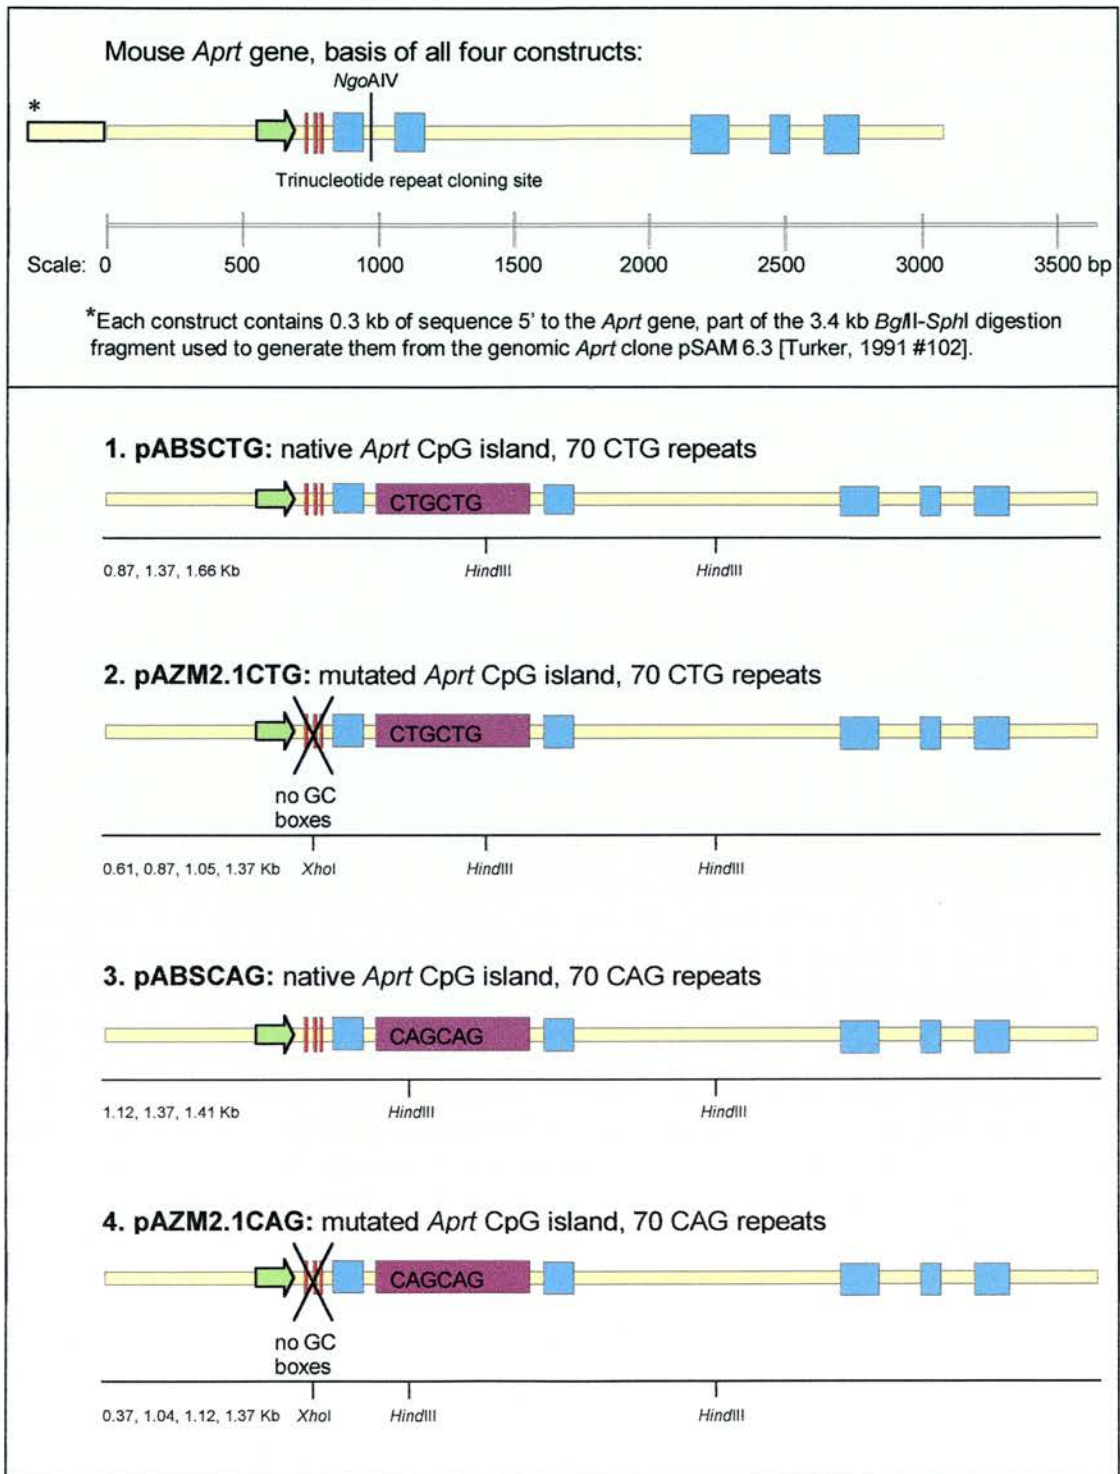 Mouse Aprt gene, basis of all four constructs:
NgoAIV
*
Trinucleotide repeat cloning site
Scale: 0 500 1000 1500 2000 2500 3000 3500 bp
*Each construct contains 0.3 kb of sequence 5' to the Aprt gene, part of the 3.4 kb BglII-SphI digestion
fragment used to generate them from the genomic Aprt clone pSAM 6.3 [Turker, 1991 #102].
1. pABSCTG: native Aprt CpG island, 70 CTG repeats
CTGCTG
0.87, 1.37, 1.66 Kb HindIII HindIII
2. pAZM2.1CTG: mutated Aprt CpG island, 70 CTG repeats
CTGCTG
no GC
boxes
0.61, 0.87, 1.05, 1.37 Kb XhoI HindIII HindIII
3. pABSCAG: native Aprt CpG island, 70 CAG repeats
CAGCAG
1.12, 1.37, 1.41 Kb HindIII HindIII
4. pAZM2.1CAG: mutated Aprt CpG island, 70 CAG repeats
CAGCAG
no GC
boxes
0.37, 1.04, 1.12, 1.37 Kb XhoI HindIII HindIII